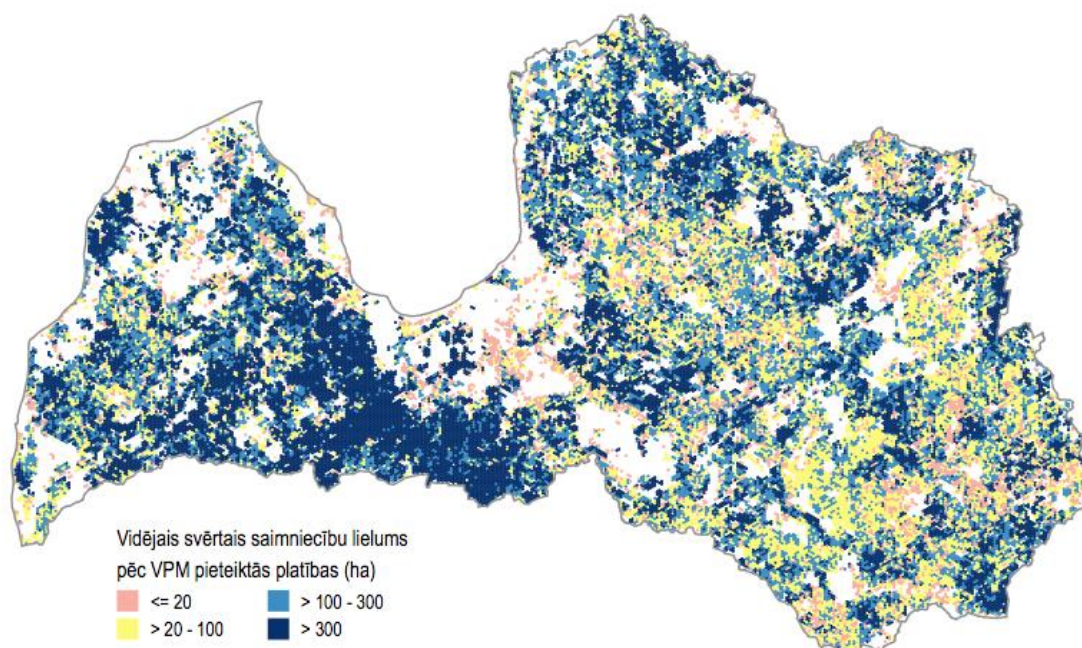 Vidējais svērtais saimniecību lielums
pēc VPM pieteiktās platības (ha)
<= 20
> 100 - 300
> 20 - 100
> 300